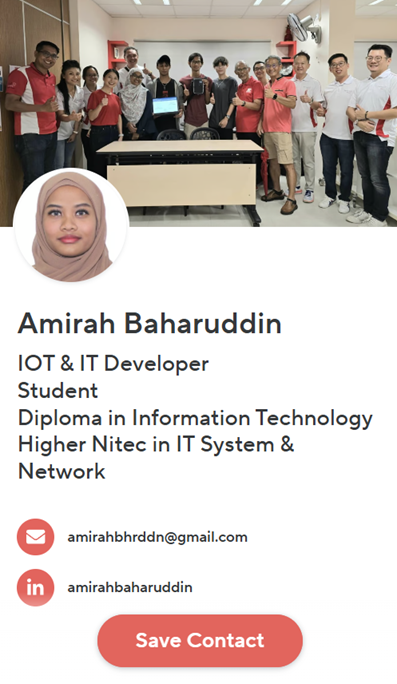 Amirah Baharuddin
IOT & IT Developer
Student
Diploma in Information Technology
Higher Nitec in IT System &
Network
amirahbhrddn@gmail.com
in
amirahbaharuddin
Save Contact